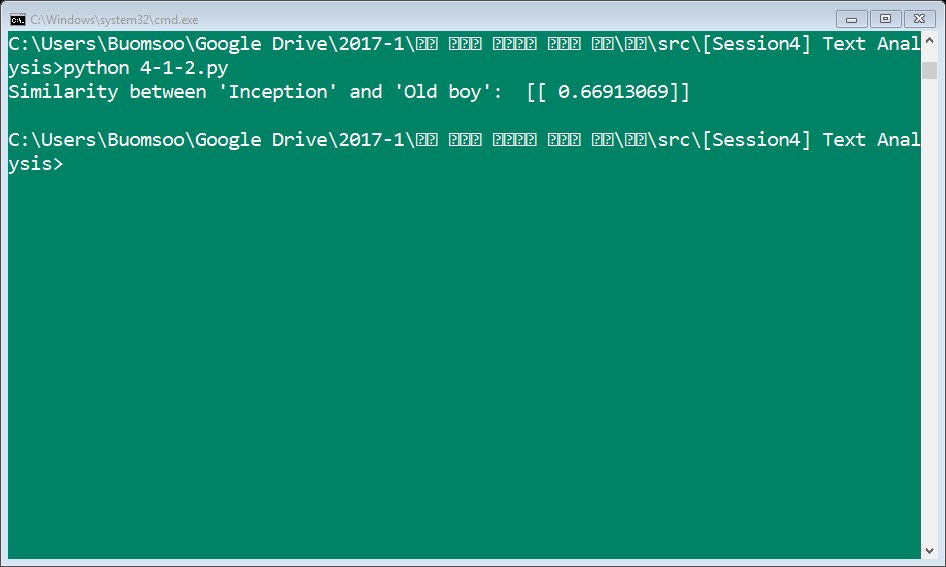 C:\Windows\system32\cmd.exe
C:\Users\Buomsoo\Google Drive\2017-1\ \ \src\[Session4] Text Anal
ysis>python 4-1-2.py
Similarity between 'Inception' and 'Old boy':  [[ 0.66913069]]
C:\Users\Buomsoo\Google Drive\2017-1\ \ \src\[Session4] Text Anal
ysis>